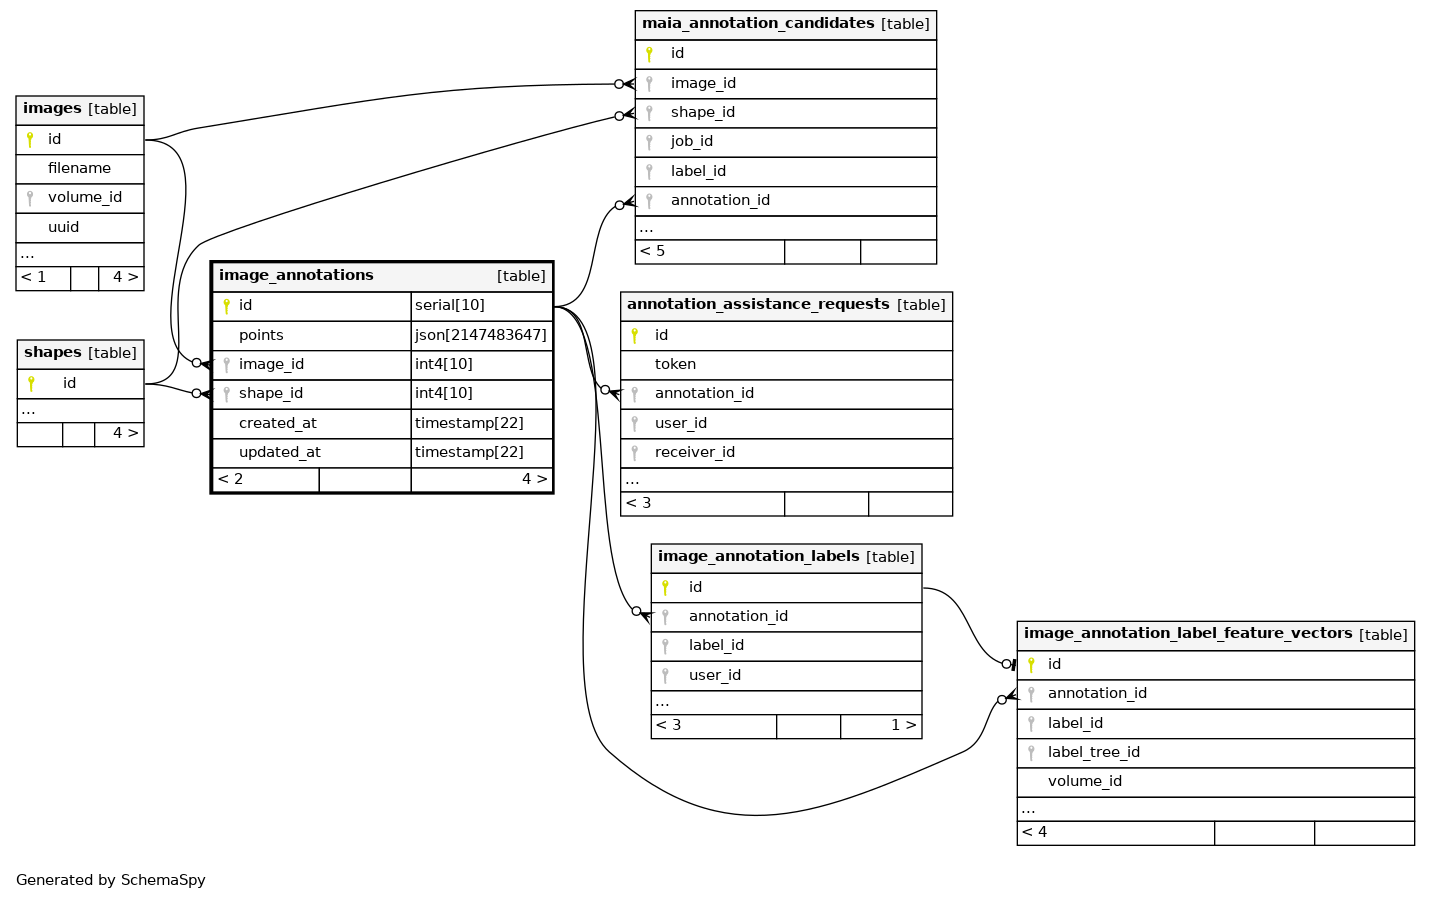 maia_annotation_candidates [table]
id
image_id
shape_id
job_id
label_id
annotation_id
...
< 5
images [table]
id
filename
volume_id
uuid
...
< 1 4 >
image_annotations [table]
id serial[10]
points json[2147483647]
image_id int4[10]
shape_id int4[10]
created_at timestamp[22]
updated_at timestamp[22]
< 2 4 >
annotation_assistance_requests [table]
id
token
annotation_id
user_id
receiver_id
...
< 3
shapes [table]
id
...
4 >
image_annotation_labels [table]
id
annotation_id
label_id
user_id
...
< 3 1 >
image_annotation_label_feature_vectors [table]
id
annotation_id
label_id
label_tree_id
volume_id
...
< 4
Generated by SchemaSpy